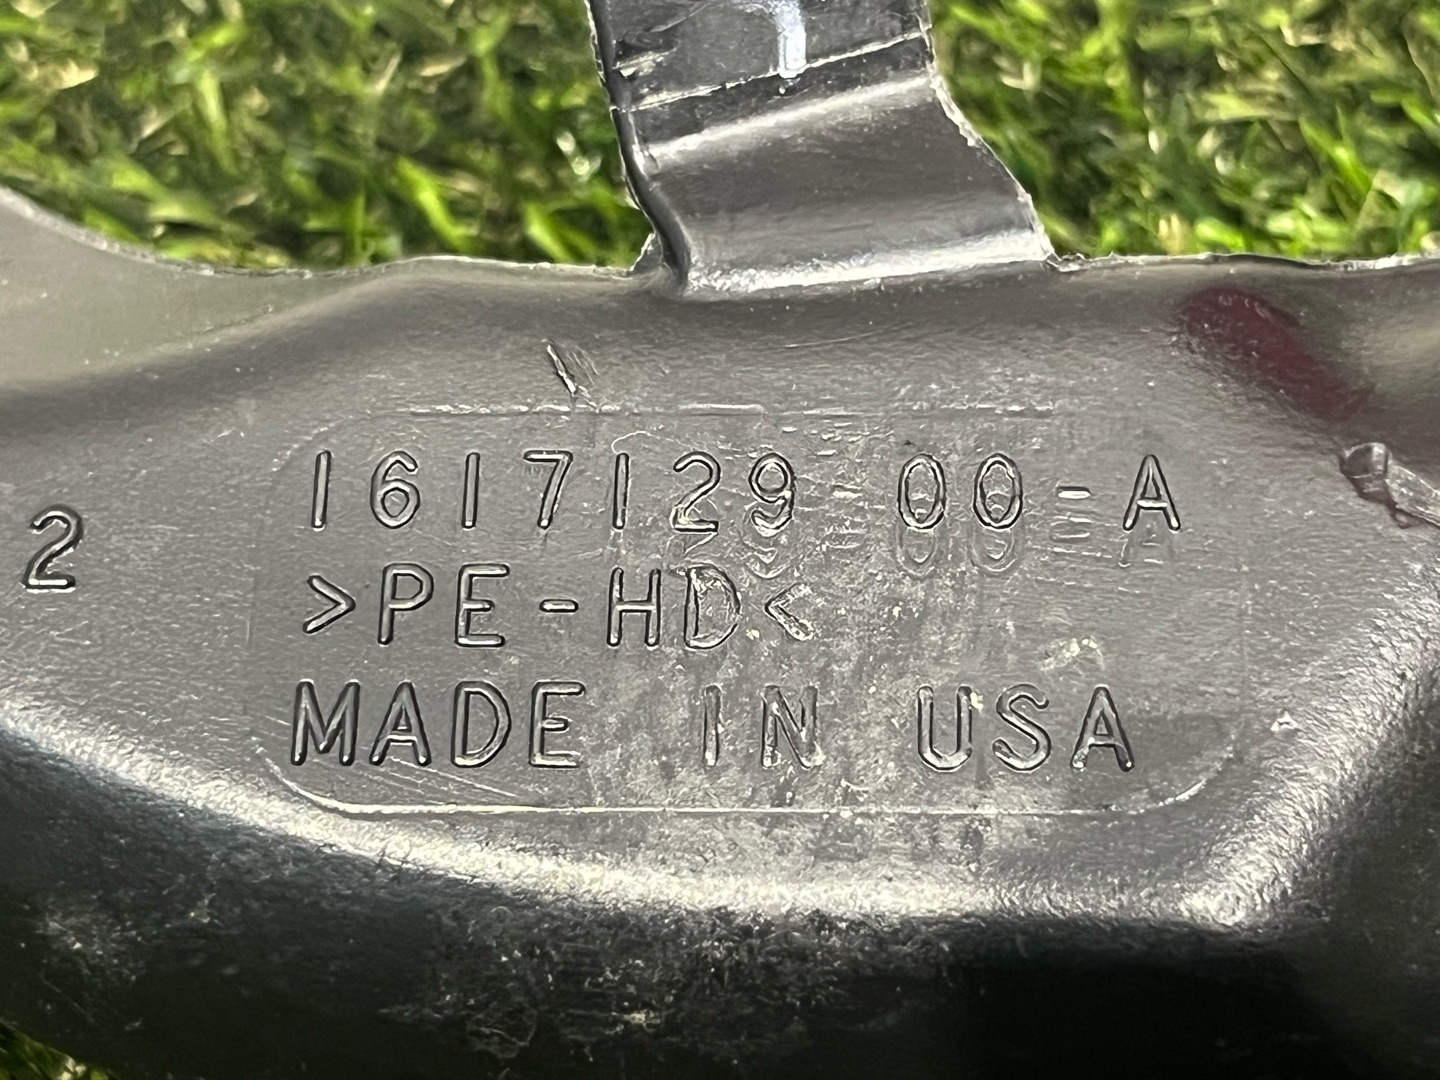 1617129-00-A
2
>PE-HD<
MADE IN USA